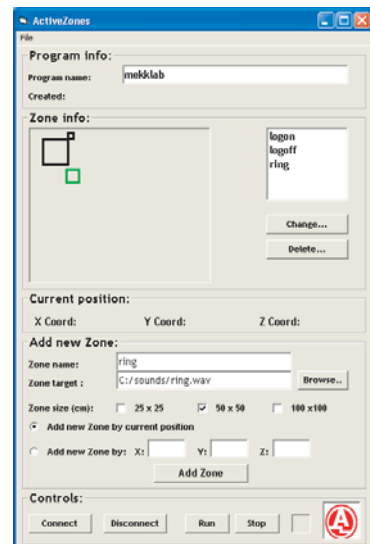 ActiveZones
File
Program info:
Program name: mekklab
Created:
Zone info:
logon
logoff
ring
Change...
Delete...
Current position:
X Coord: Y Coord: Z Coord:
Add new Zone:
Zone name: ring
Zone target : C:/sounds/ring.wav Browse..
Zone size (cm): 25 x 25 50 x 50 100 x100
Add new Zone by current position
Add new Zone by: X: Y: Z:
Add Zone
Controls:
Connect Disconnect Run Stop